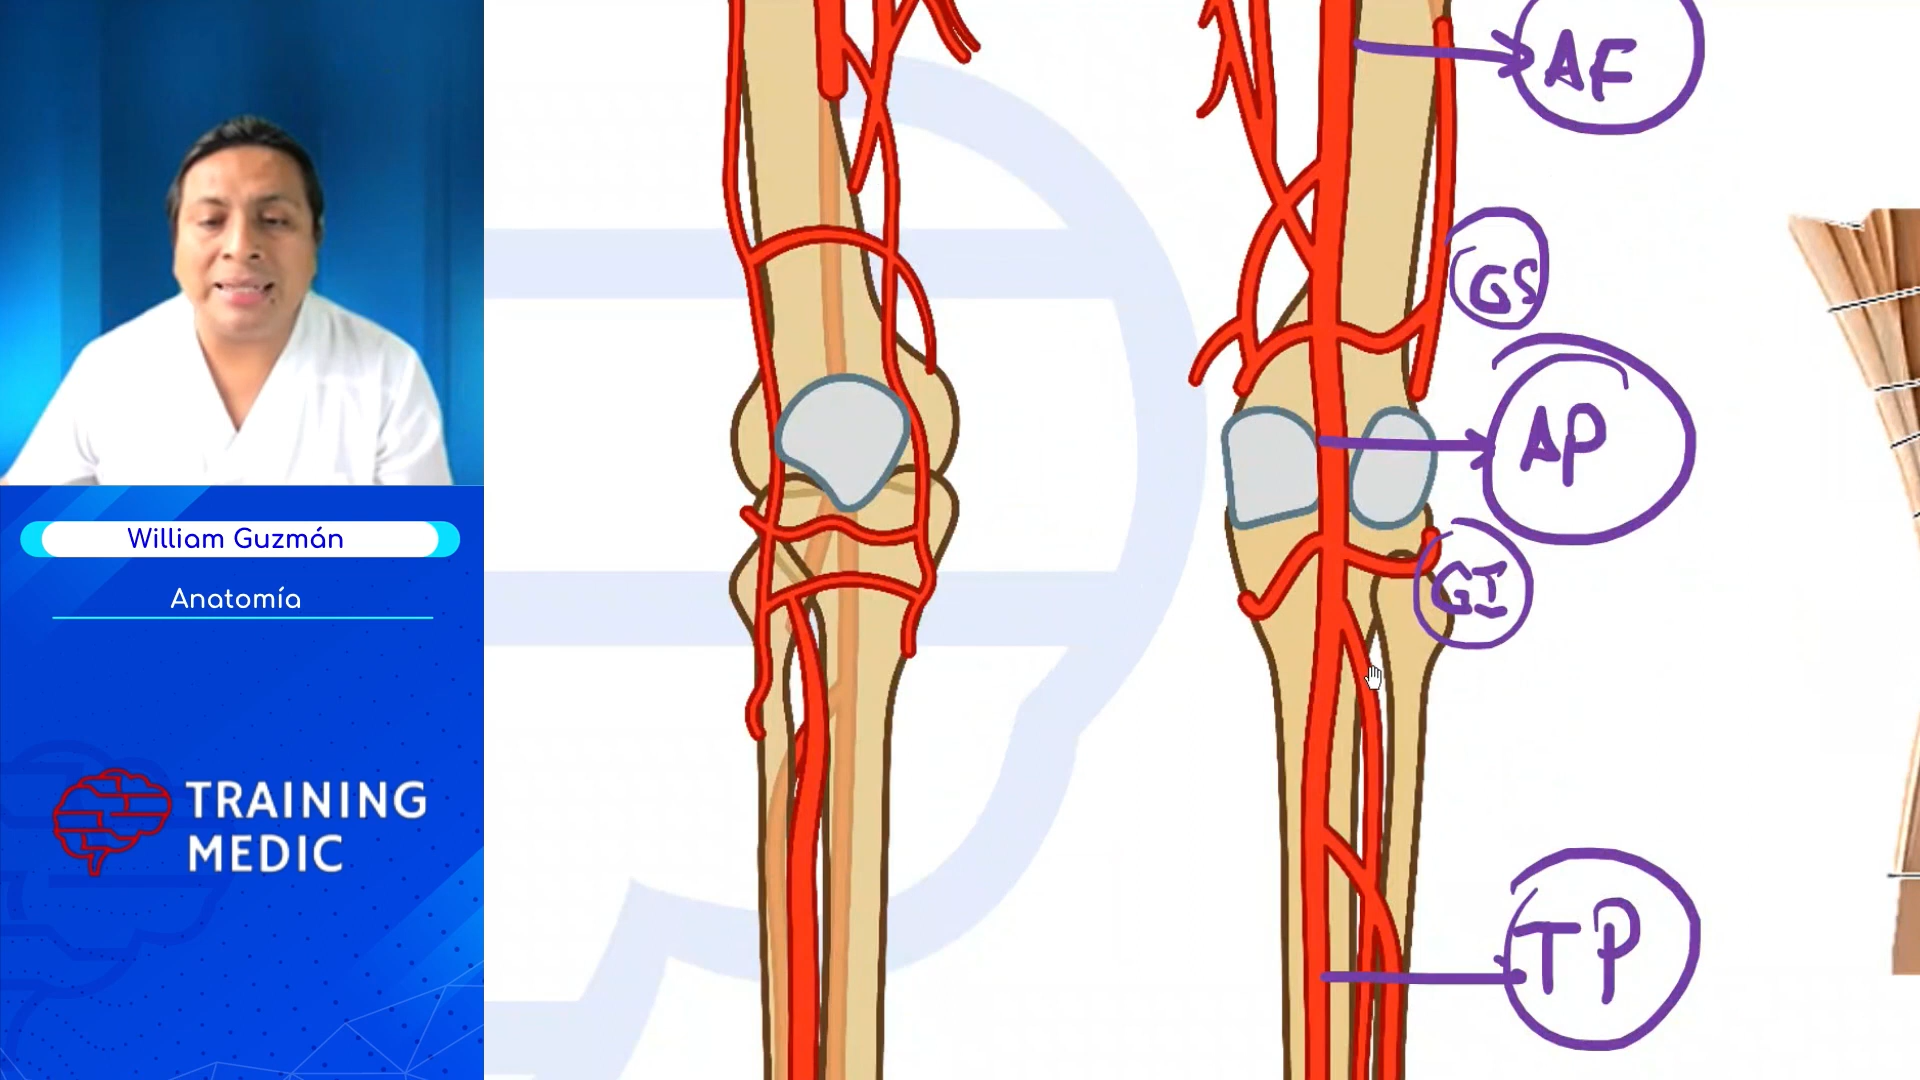 William Guzmán
Anatomía
TRAINING
MEDIC
AF
GS
AP
GI
TP